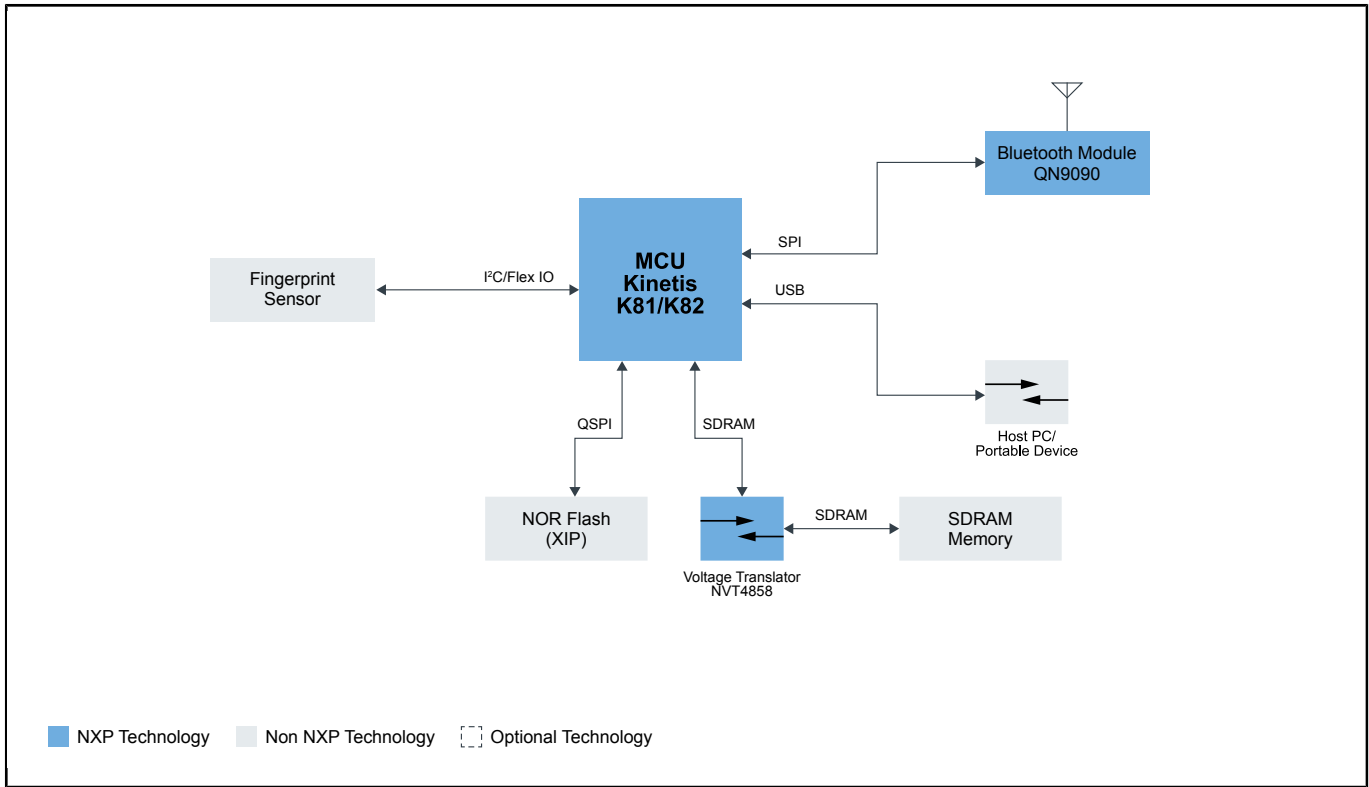 Bluetooth Module
QN9090
SPI
MCU
Kinetis
K81/K82
Fingerprint
Sensor
I²C/Flex IO
USB
QSPI
SDRAM
Host PC/
Portable Device
NOR Flash
(XIP)
SDRAM
SDRAM
Memory
Voltage Translator
NVT4858
NXP Technology
Non NXP Technology
Optional Technology